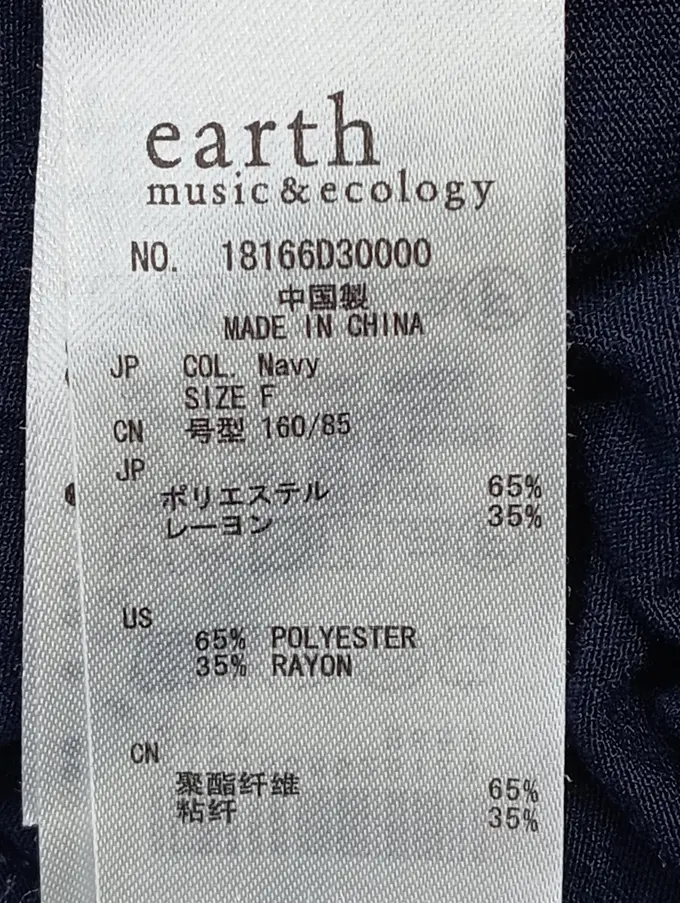 earth
music & ecology
NO. 18166D30000
中国製
MADE IN CHINA
JP COL. Navy
SIZE F
CN 号型 160/85
JP
ポリエステル 65%
レーヨン 35%
US
65% POLYESTER
35% RAYON
CN
聚酯纤维 65%
粘纤 35%